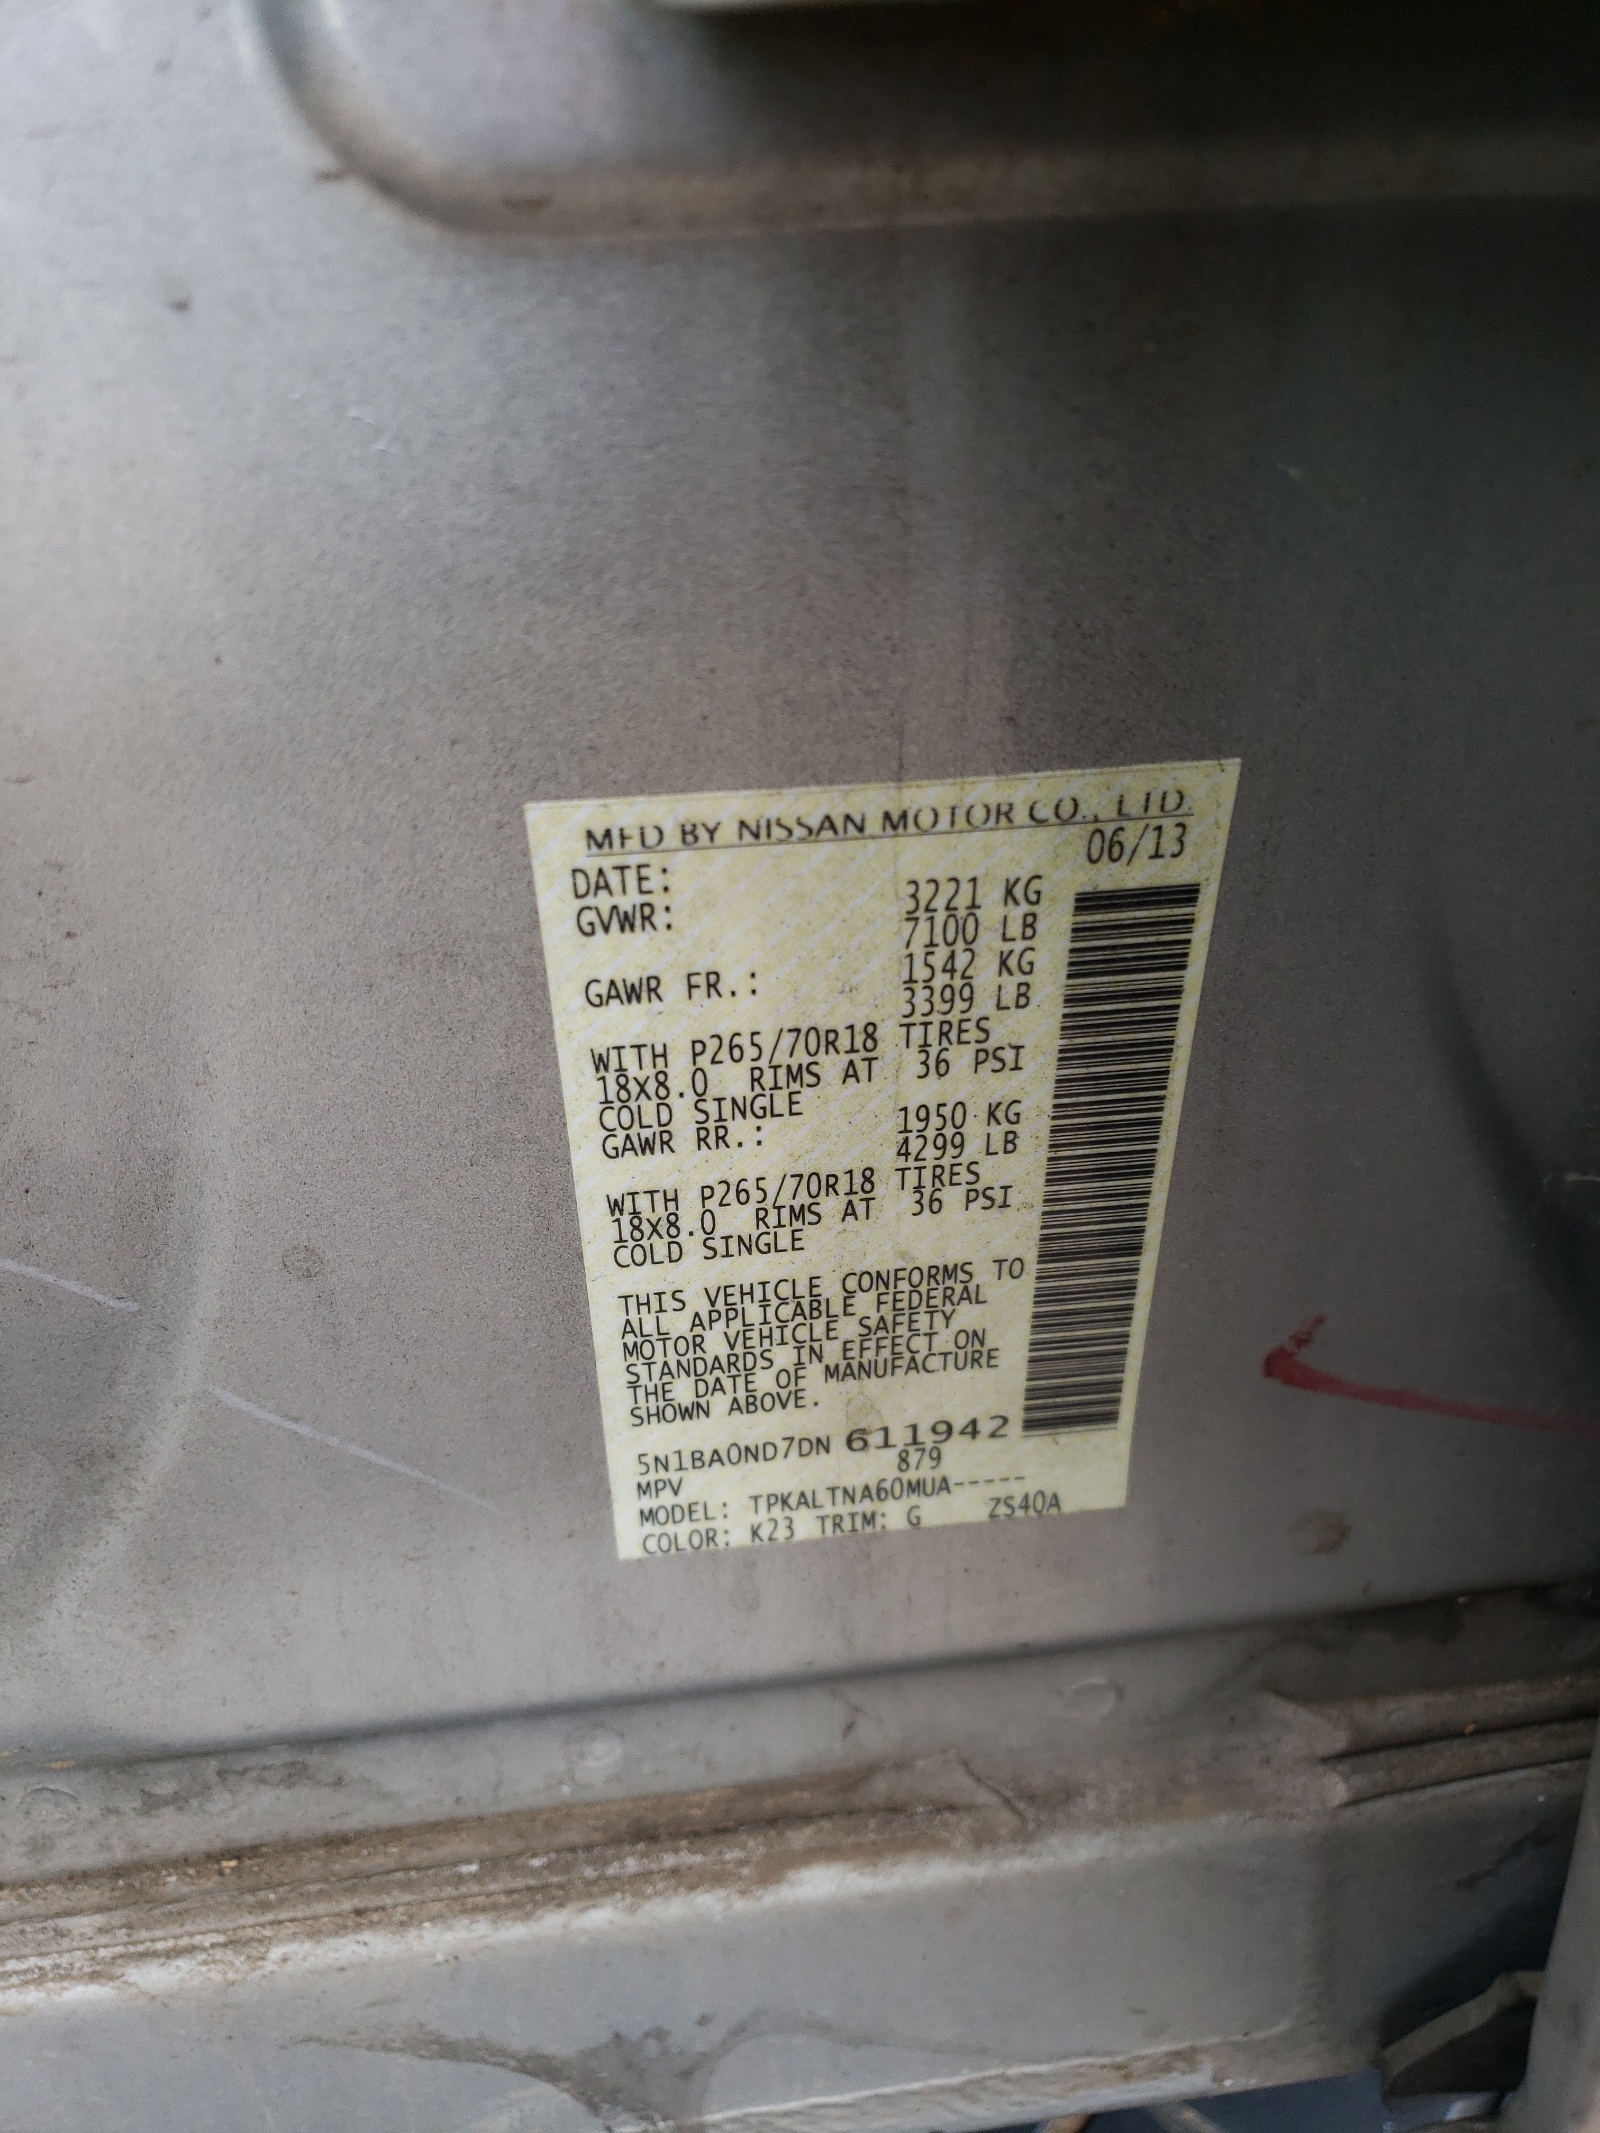 MFD BY NISSAN MOTOR CO., LTD.
DATE: 06/13
GVWR: 3221 KG
7100 LB
GAWR FR.: 1542 KG
3399 LB
WITH P265/70R18 TIRES
18X8.0 RIMS AT 36 PSI
COLD SINGLE
GAWR RR.: 1950 KG
4299 LB
WITH P265/70R18 TIRES
18X8.0 RIMS AT 36 PSI
COLD SINGLE
THIS VEHICLE CONFORMS TO
ALL APPLICABLE FEDERAL
MOTOR VEHICLE SAFETY
STANDARDS IN EFFECT ON
THE DATE OF MANUFACTURE
SHOWN ABOVE.
5N1BA0ND7DN 611942
MPV 879
MODEL: TPKALTNA60MUA-----
COLOR: K23 TRIM: G ZS40A